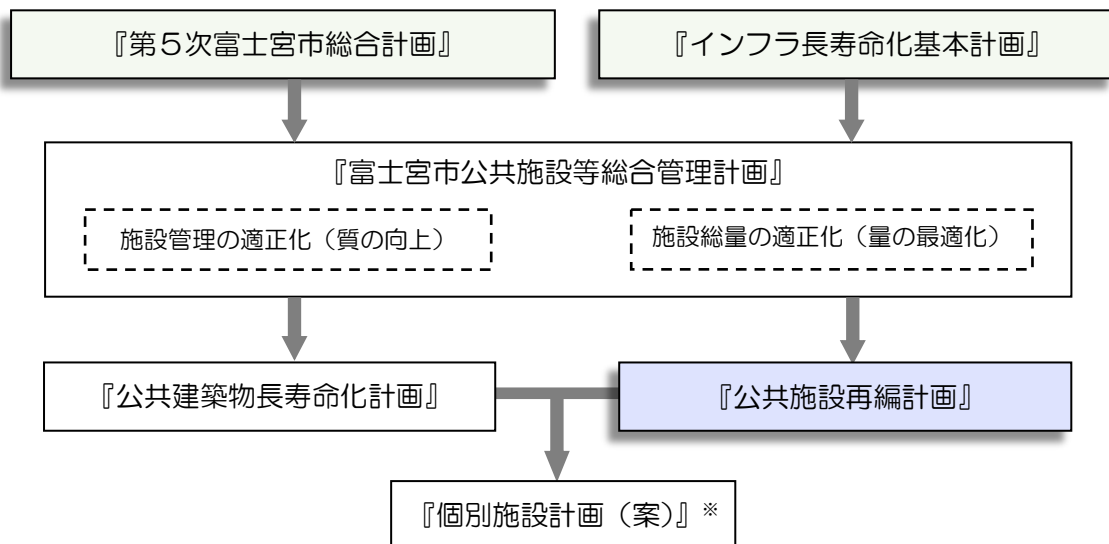 『第５次富士宮市総合計画』
『インフラ長寿命化基本計画』
『富士宮市公共施設等総合管理計画』
施設管理の適正化（質の向上）
施設総量の適正化（量の最適化）
『公共建築物長寿命化計画』
『公共施設再編計画』
『個別施設計画（案）』※